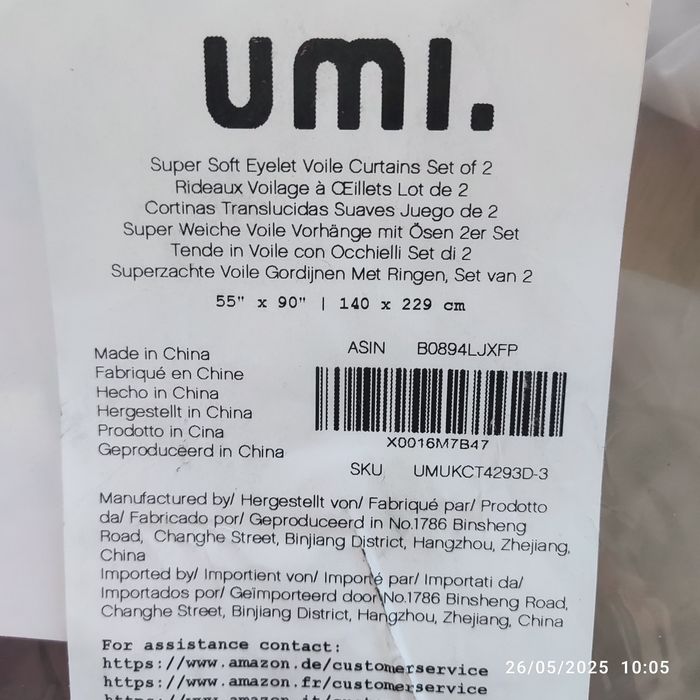 umi.
Super Soft Eyelet Voile Curtains Set of 2
Rideaux Voilage à Œillets Lot de 2
Cortinas Translucidas Suaves Juego de 2
Super Weiche Voile Vorhänge mit Ösen 2er Set
Tende in Voile con Occhielli Set di 2
Superzachte Voile Gordijnen Met Ringen, Set van 2
55" x 90" | 140 x 229 cm
Made in China
Fabriqué en Chine
Hecho in China
Hergestellt in China
Prodotto in Cina
Geproduceerd in China
ASIN B0894LJXFP
X0016M7B47
SKU UMUKCT4293D-3
Manufactured by/ Hergestellt von/ Fabriqué par/ Prodotto
da/ Fabricado por/ Geproduceerd in No.1786 Binsheng
Road, Changhe Street, Binjiang District, Hangzhou, Zhejiang,
China
Imported by/ Importient von/ Importé par/ Importati da/
Importados por/ Geïmporteerd door No.1786 Binsheng Road,
Changhe Street, Binjiang District, Hangzhou, Zhejiang, China
For assistance contact:
https://www.amazon.de/customerservice
https://www.amazon.fr/customerservice
26/05/2025 10:05